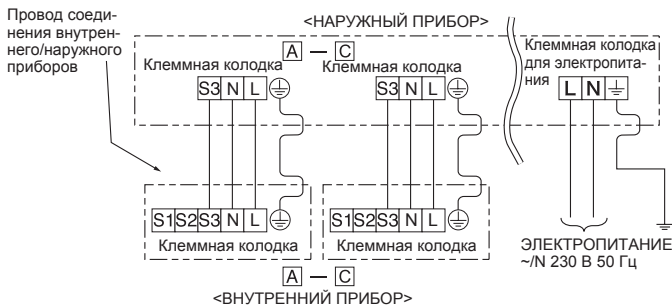 Провод соеди-
нения внутрен-
него/наружного
приборов
<НАРУЖНЫЙ ПРИБОР>
A — C
Клеммная колодка
S3 N L
Клеммная колодка
S3 N L
Клеммная колодка
для электропита-
ния
L N
S1 S2 S3 N L
Клеммная колодка
S1 S2 S3 N L
Клеммная колодка
A — C
<ВНУТРЕННИЙ ПРИБОР>
ЭЛЕКТРОПИТАНИЕ
~/N 230 В 50 Гц